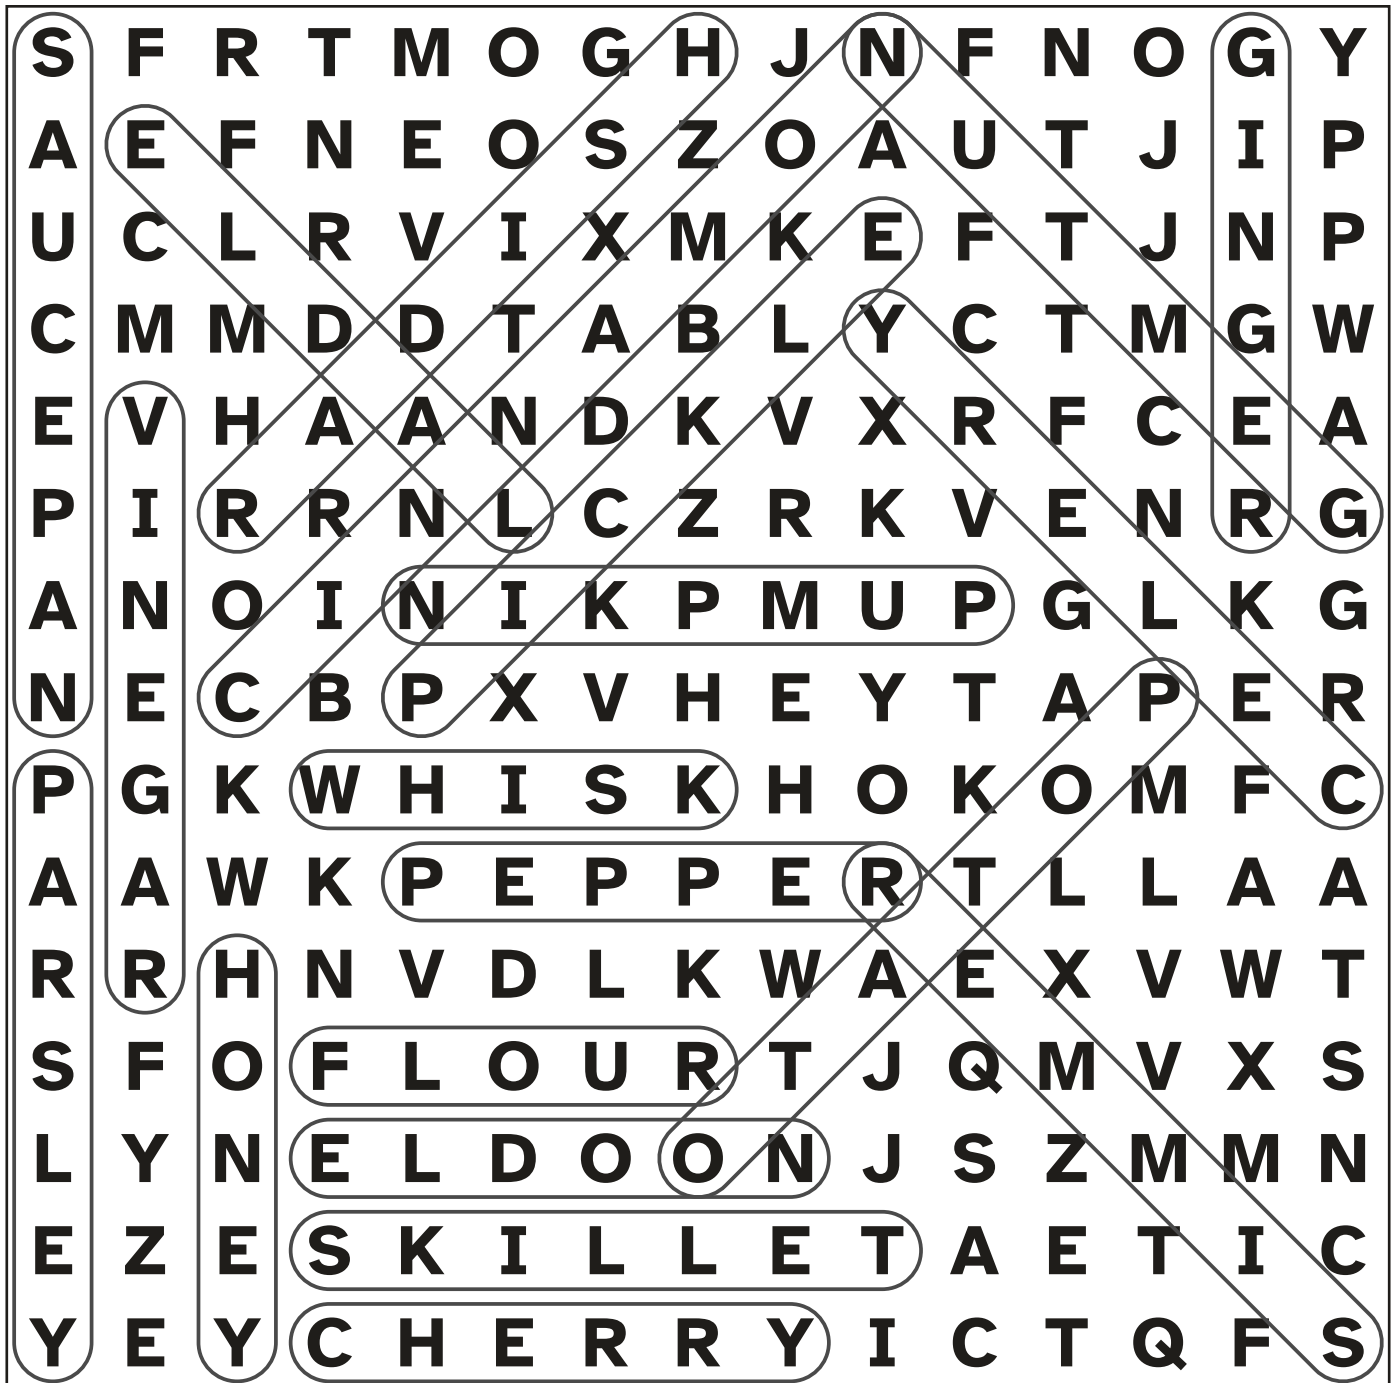 S F R T M O G H J N F N O G Y
A E F N E O S Z O A U T J I P
U C L R V I X M K E F T J N P
C M M D D T A B L Y C T M G W
E V H A A N D K V X R F C E A
P I R R N L C Z R K V E N R G
A N O I N I K P M U P G L K G
N E C B P X V H E Y T A P E R
P G K W H I S K H O K O M F C
A A W K P E P P E R T L L A A
R R H N V D L K W A E X V W T
S F O F L O U R T J Q M V X S
L Y N E L D O O N J S Z M M N
E Z E S K I L L E T A E T I C
Y E Y C H E R R Y I C T Q F S